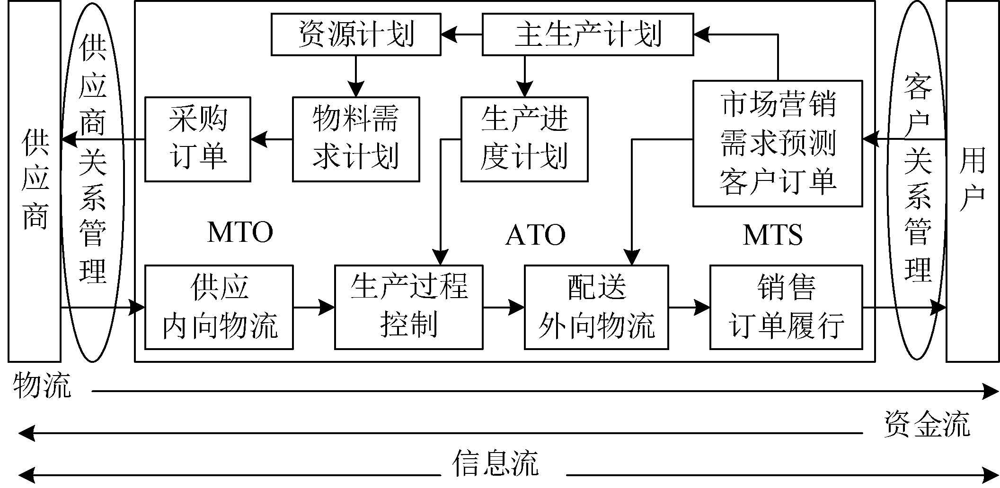 供应商
供应商关系管理
资源计划
主生产计划
采购
订单
物料需
求计划
生产进
度计划
市场营销
需求预测
客户订单
客户关系管理
用户
MTO
ATO
MTS
供应
内向物流
生产过程
控制
配送
外向物流
销售
订单履行
物流
资金流
信息流